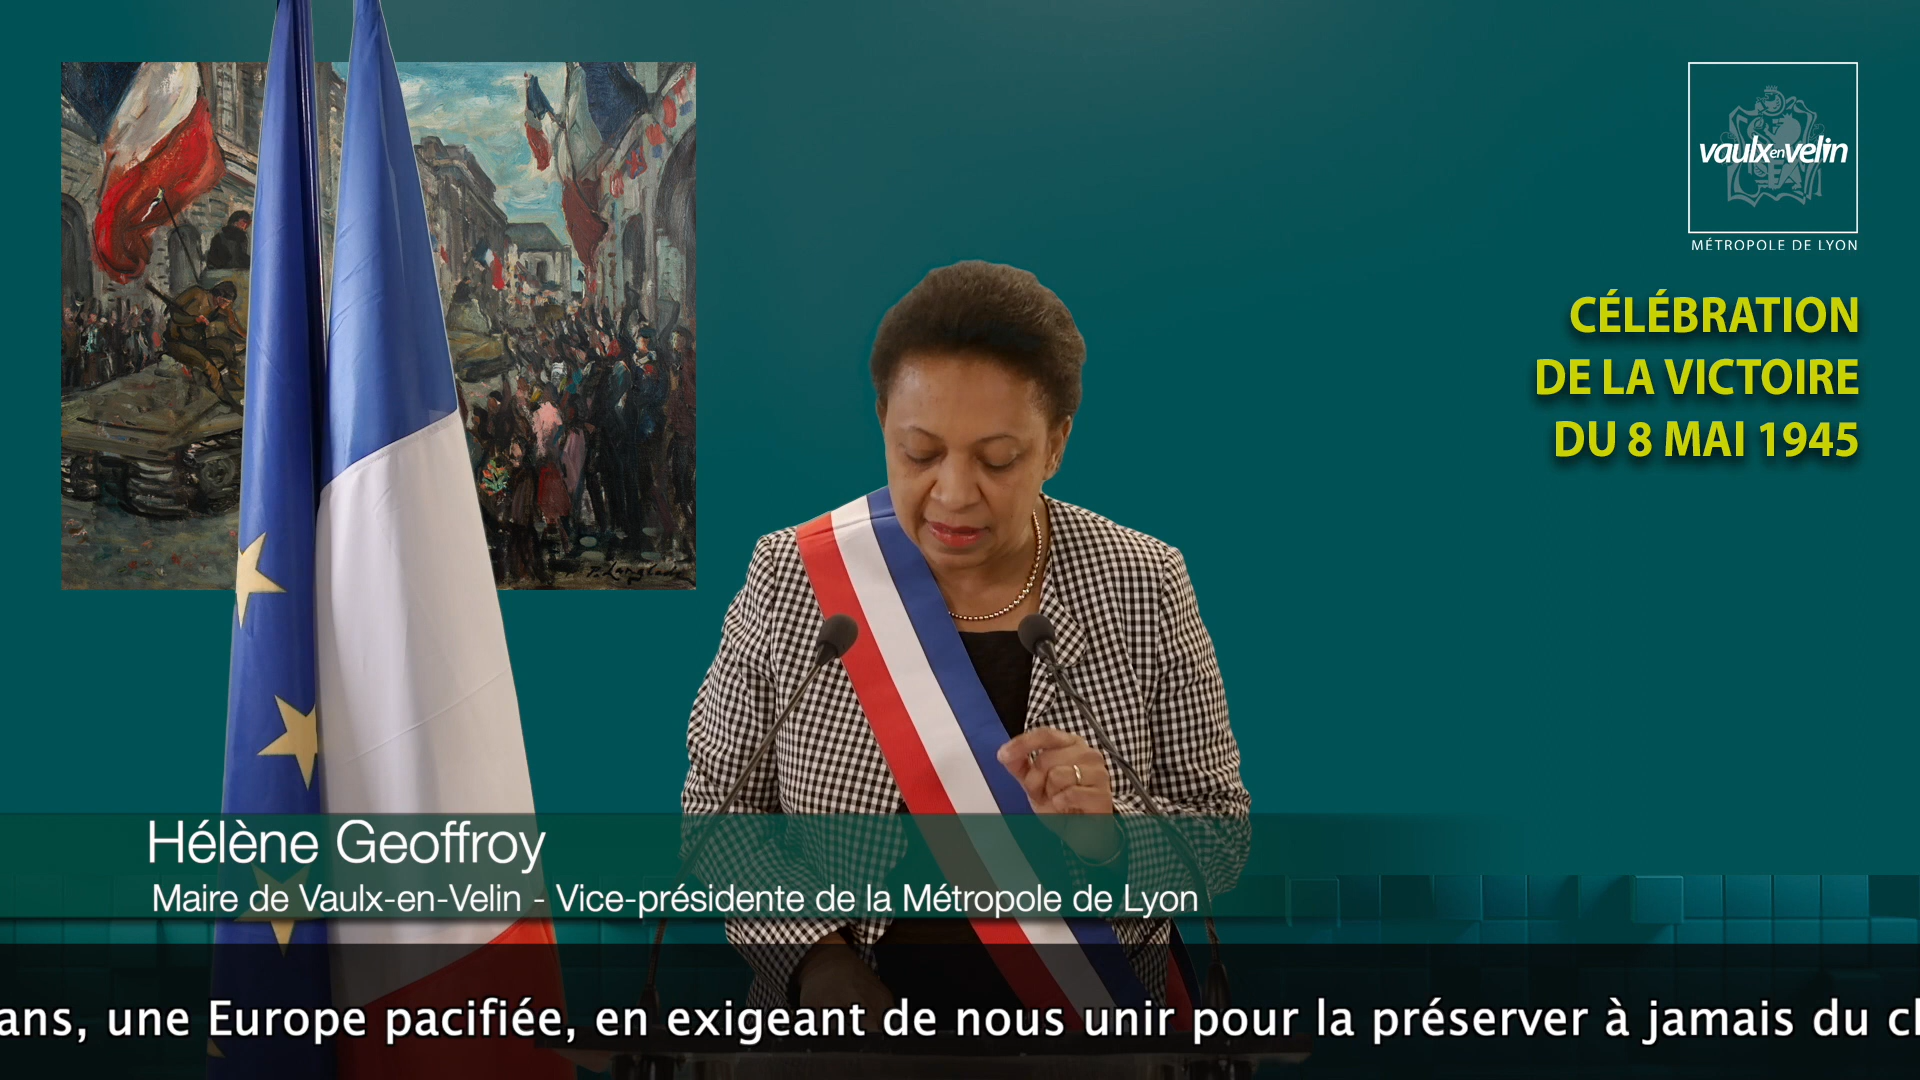 vaulx en velin
MÉTROPOLE DE LYON
CÉLÉBRATION
DE LA VICTOIRE
DU 8 MAI 1945
Hélène Geoffroy
Maire de Vaulx-en-Velin - Vice-présidente de la Métropole de Lyon
ans, une Europe pacifiée, en exigeant de nous unir pour la préserver à jamais du